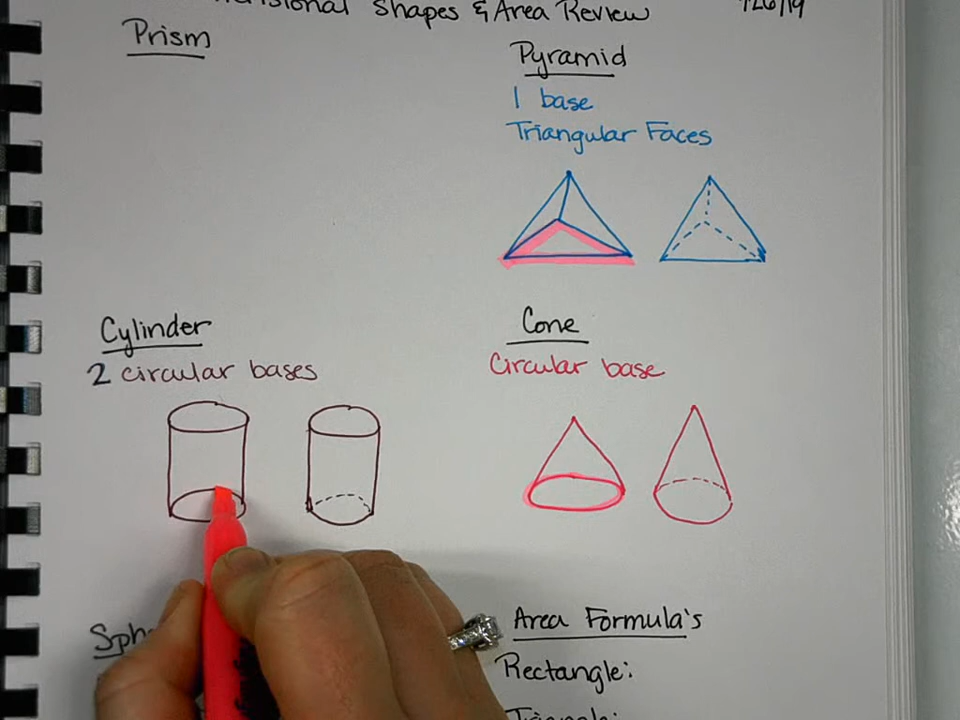 Shapes & Area Review
Prism
Pyramid
1 base
Triangular Faces
Cylinder
2 circular bases
Cone
Circular base
Area Formula's
Rectangle:
Triangle: